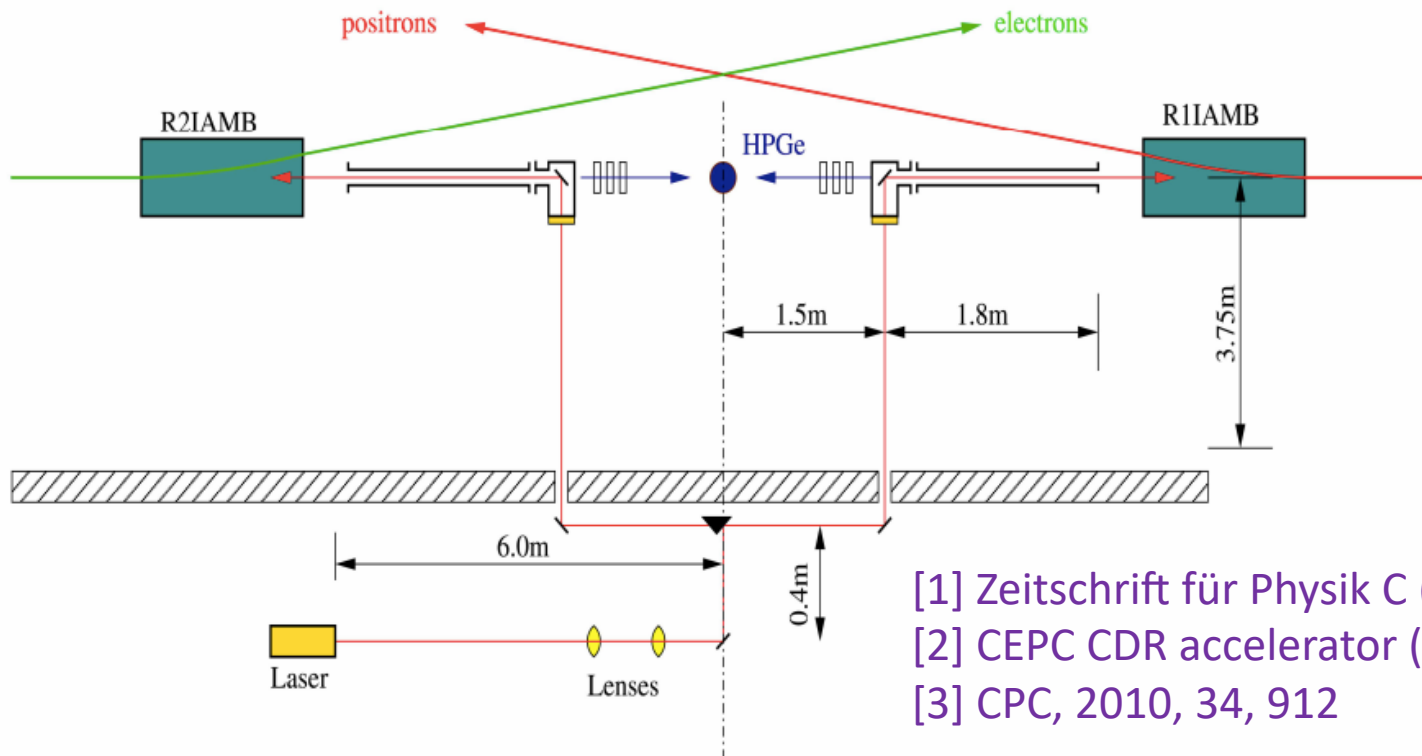 positrons
electrons
R2IAMB
HPGe
R1IAMB
1.5m
1.8m
3.75m
6.0m
0.4m
Laser
Lenses
[1] Zeitschrift für Physik C (
[2] CEPC CDR accelerator (
[3] CPC, 2010, 34, 912